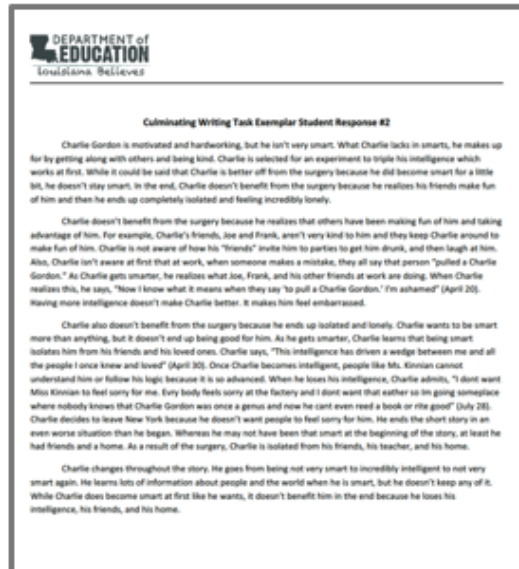 DEPARTMENT of
EDUCATION
Louisiana Believes
Culminating Writing Task Exemplar Student Response #2
Charlie Gordon is motivated and hardworking, but he isn't very smart. What Charlie lacks in smarts, he makes up
for by getting along with others and being kind. Charlie is selected for an experiment to triple his intelligence which
works at first. While it could be said that Charlie is better off from the surgery because he did become smart for a little
bit, he doesn't stay smart. In the end, Charlie doesn't benefit from the surgery because he realizes his friends make fun
of him and then he ends up completely isolated and feeling incredibly lonely.
Charlie doesn't benefit from the surgery because he realizes that others have been making fun of him and taking
advantage of him. For example, Charlie's friends, Joe and Frank, aren't very kind to him and they keep Charlie around to
make fun of him. Charlie is not aware of how his "friends" invite him to parties to get him drunk, and then laugh at him.
Also, Charlie isn't aware at first that at work, when someone makes a mistake, they all say that person "pulled a Charlie
Gordon." As Charlie gets smarter, he realizes what Joe, Frank, and his other friends at work are doing. When Charlie
realizes this, he says, "Now I know what it means when they say 'to pull a Charlie Gordon.' I'm ashamed" (April 20).
Having more intelligence doesn't make Charlie better. It makes him feel embarrassed.
Charlie also doesn't benefit from the surgery because he ends up isolated and lonely. Charlie wants to be smart
more than anything, but it doesn't end up being good for him. As he gets smarter, Charlie learns that being smart
isolates him from his friends and his loved ones. Charlie says, "This intelligence has driven a wedge between me and all
the people I once knew and loved" (April 30). Once Charlie becomes intelligent, people like Ms. Kinnian cannot
understand him or follow his logic because it is so advanced. When he loses his intelligence, Charlie admits, "I dont want
Miss Kinnian to feel sorry for me. Evry body feels sorry at the factory and I dont want that eather so Im going someplace
where nobody knows that Charlie Gordon was once a genus and now he cant even reed a book or rite good" (July 28).
Charlie decides to leave New York because he doesn't want people to feel sorry for him. He ends the short story in an
even worse situation than he began. Whereas he may not have been that smart at the beginning of the story, at least he
had friends and a home. As a result of the surgery, Charlie is isolated from his friends, his teacher, and his home.
Charlie changes throughout the story. He goes from being not very smart to incredibly intelligent to not very
smart again. He learns lots of information about people and the world when he is smart, but he doesn't keep any of it.
While Charlie does become smart at first like he wants, it doesn't benefit him in the end because he loses his
intelligence, his friends, and his home.